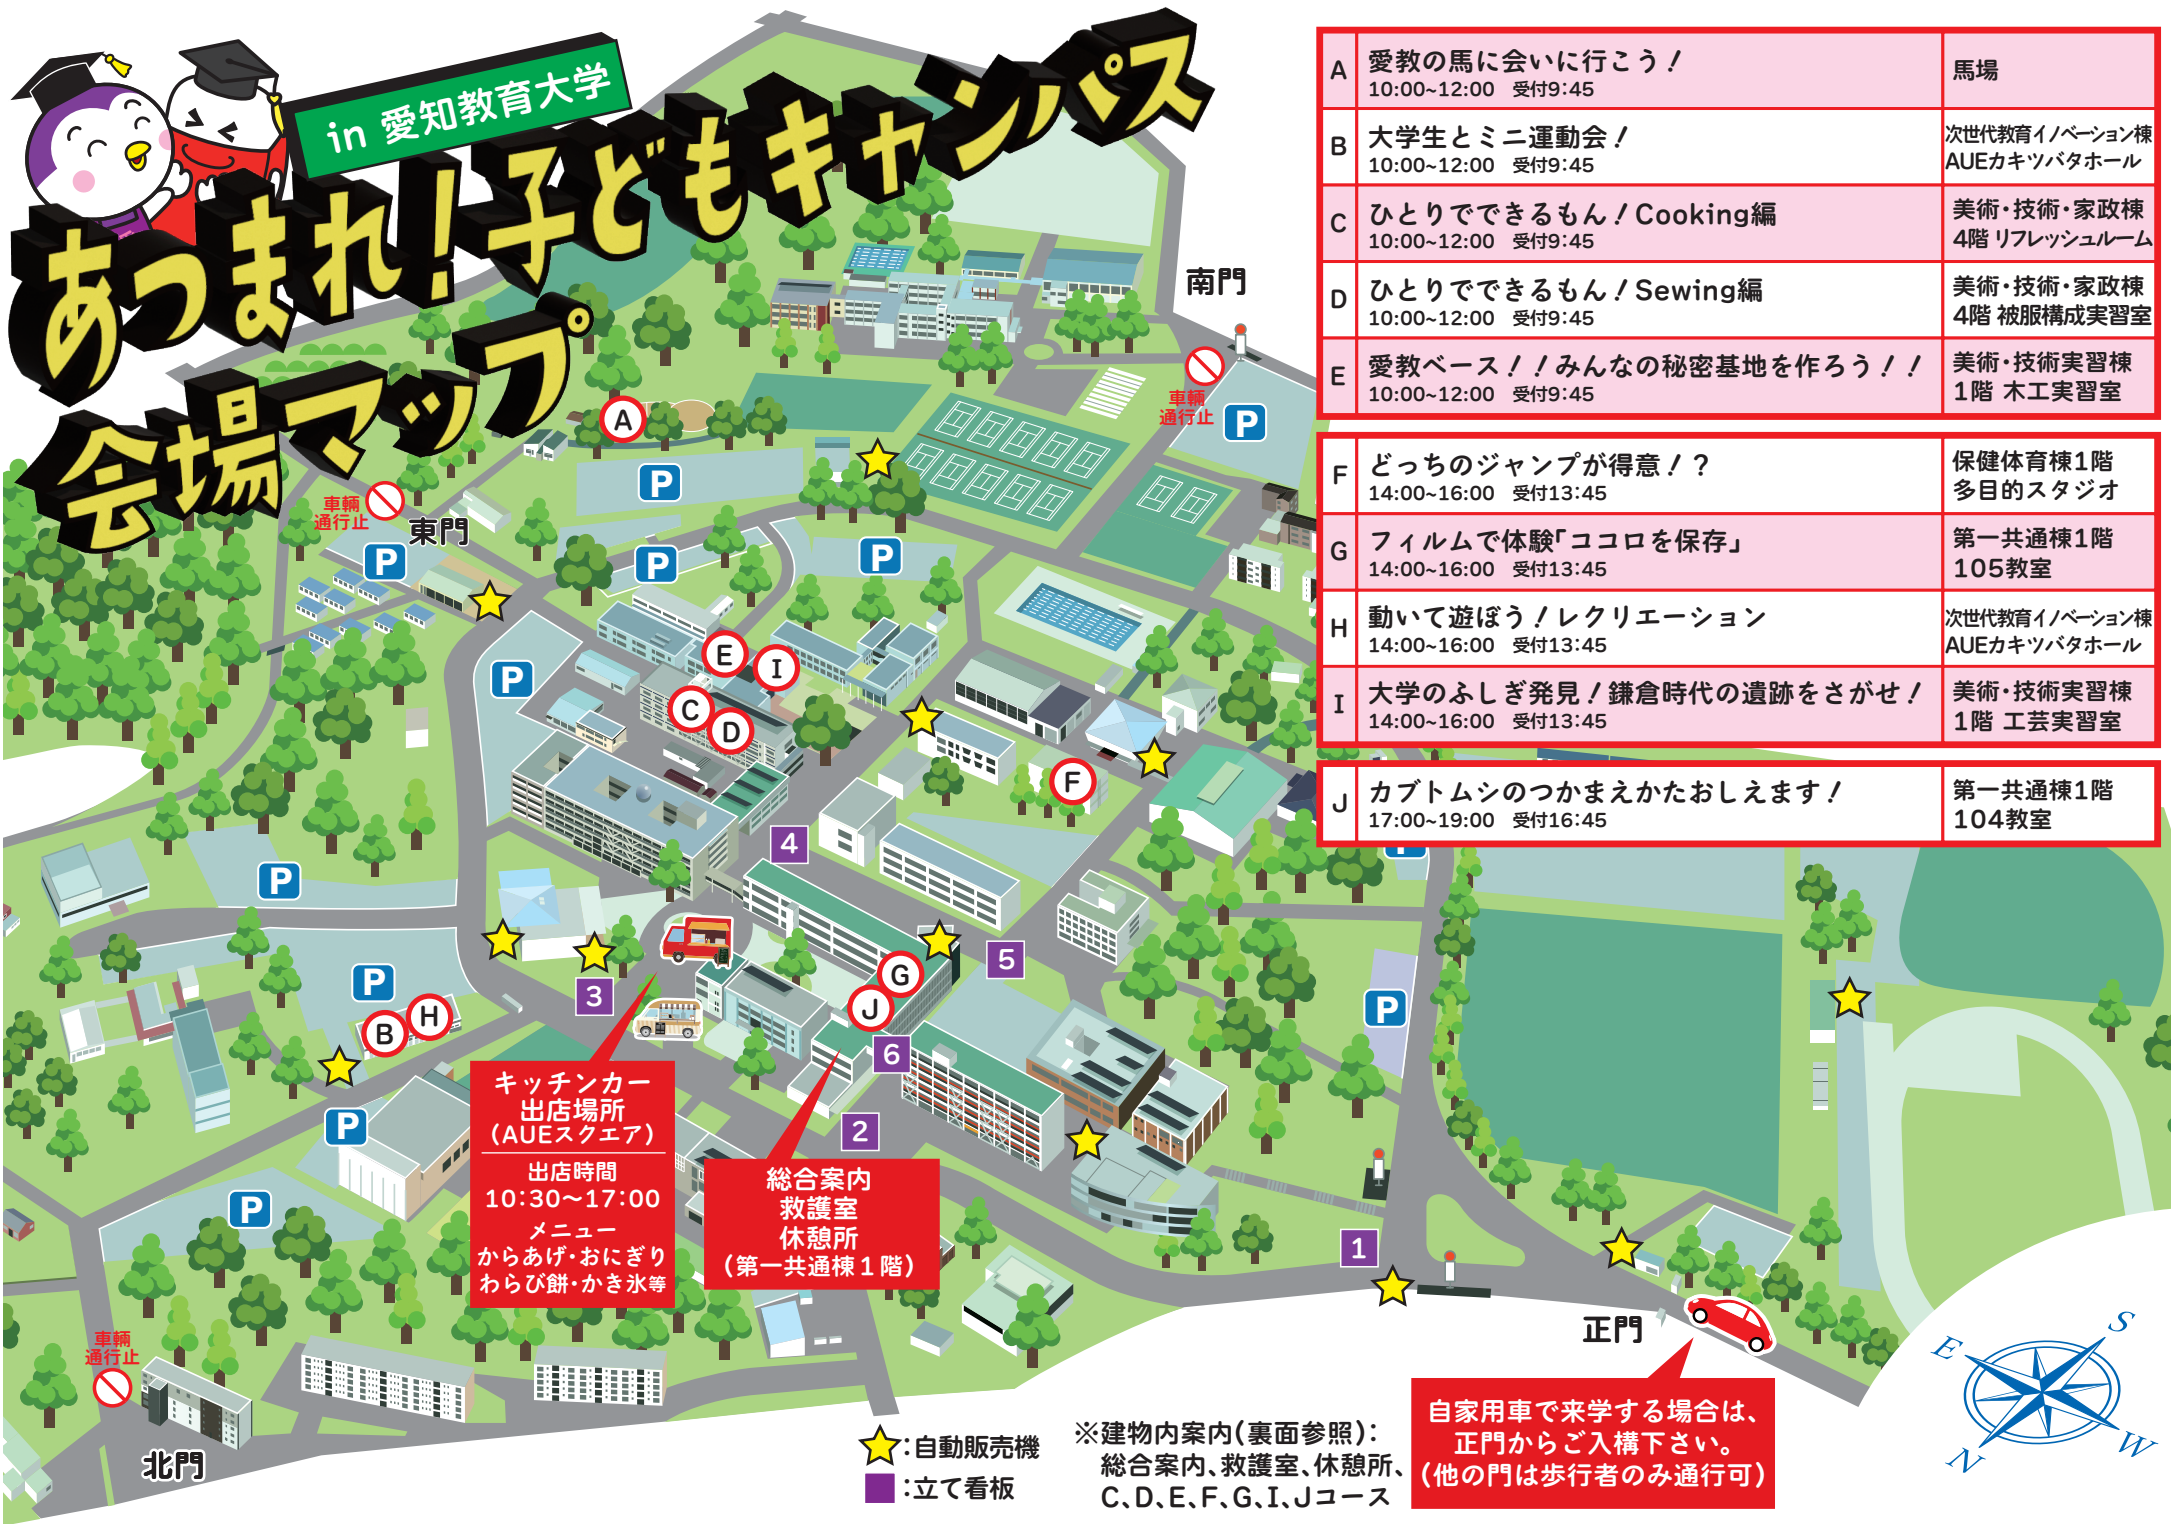 in 愛知教育大学
あつまれ！子どもキャンパス
会場マップ
A
愛教の馬に会いに行こう！
10:00~12:00 受付9:45
馬場
B
大学生とミニ運動会！
10:00~12:00 受付9:45
次世代教育イノベーション棟
AUEカキツバタホール
C
ひとりでできるもん！Cooking編
10:00~12:00 受付9:45
美術・技術・家政棟
4階 リフレッシュルーム
D
ひとりでできるもん！Sewing編
10:00~12:00 受付9:45
美術・技術・家政棟
4階 被服構成実習室
E
愛教ベース！！みんなの秘密基地を作ろう！！
10:00~12:00 受付9:45
美術・技術実習棟
1階 木工実習室
F
どっちのジャンプが得意！？
14:00~16:00 受付13:45
保健体育棟1階
多目的スタジオ
G
フィルムで体験「ココロを保存」
14:00~16:00 受付13:45
第一共通棟1階
105教室
H
動いて遊ぼう！レクリエーション
14:00~16:00 受付13:45
次世代教育イノベーション棟
AUEカキツバタホール
I
大学のふしぎ発見！鎌倉時代の遺跡をさがせ！
14:00~16:00 受付13:45
美術・技術実習棟
1階 工芸実習室
J
カブトムシのつかまえかたおしえます！
17:00~19:00 受付16:45
第一共通棟1階
104教室
南門
車輛
通行止
P
A
P
車輛
通行止
東門
P
P
P
P
E
I
C
D
F
4
P
5
G
J
3
P
B
H
P
6
2
P
P
P
1
キッチンカー
出店場所
（AUEスクエア）
出店時間
10:30～17:00
メニュー
からあげ・おにぎり
わらび餅・かき氷等
総合案内
救護室
休憩所
（第一共通棟１階）
車輛
通行止
北門
正門
自家用車で来学する場合は、
正門からご入構下さい。
（他の門は歩行者のみ通行可）
：自動販売機
：立て看板
※建物内案内（裏面参照）：
総合案内、救護室、休憩所、
C、D、E、F、G、I、Jコース
S
E
W
N